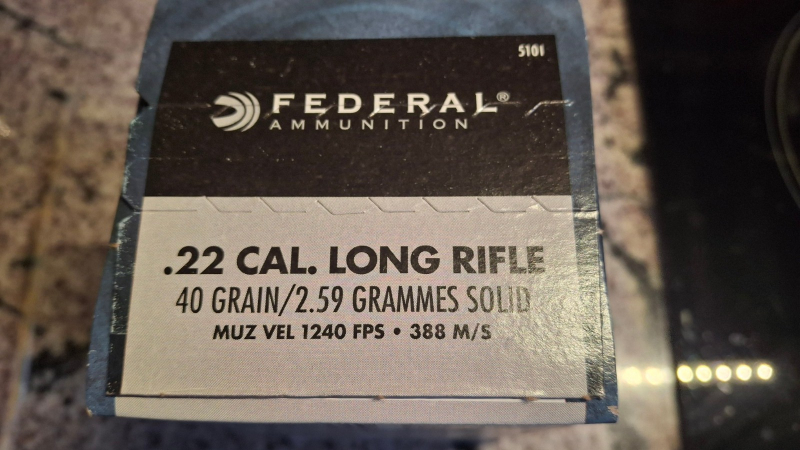 5101
FEDERAL®
AMMUNITION
.22 CAL. LONG RIFLE
40 GRAIN/2.59 GRAMMES SOLID
MUZ VEL 1240 FPS • 388 M/S